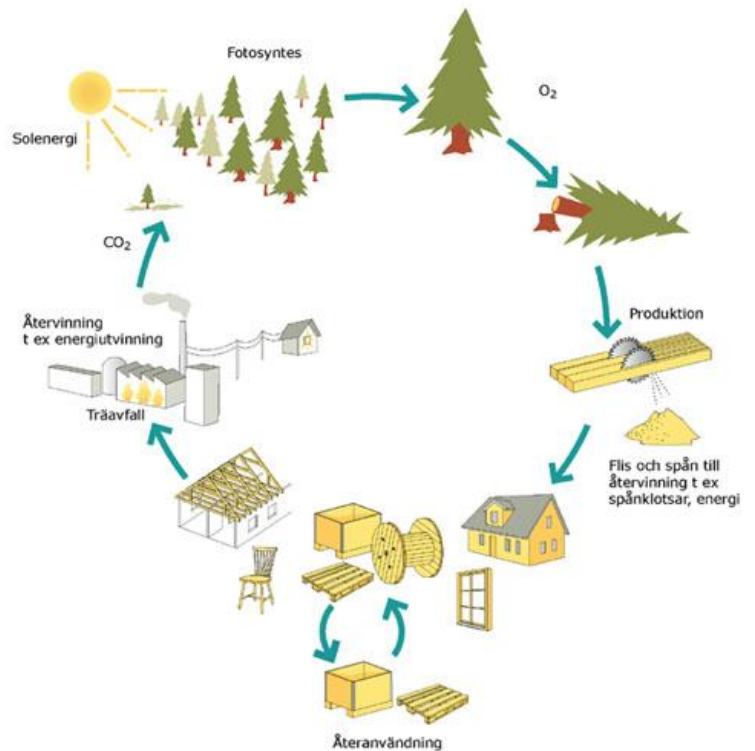 Fotosyntes
O₂
Solenergi
CO₂
Produktion
Återvinning
t ex energiutvinning
Träavfall
Flis och spån till
återvinning t ex
spånklotsar, energi
Återanvändning